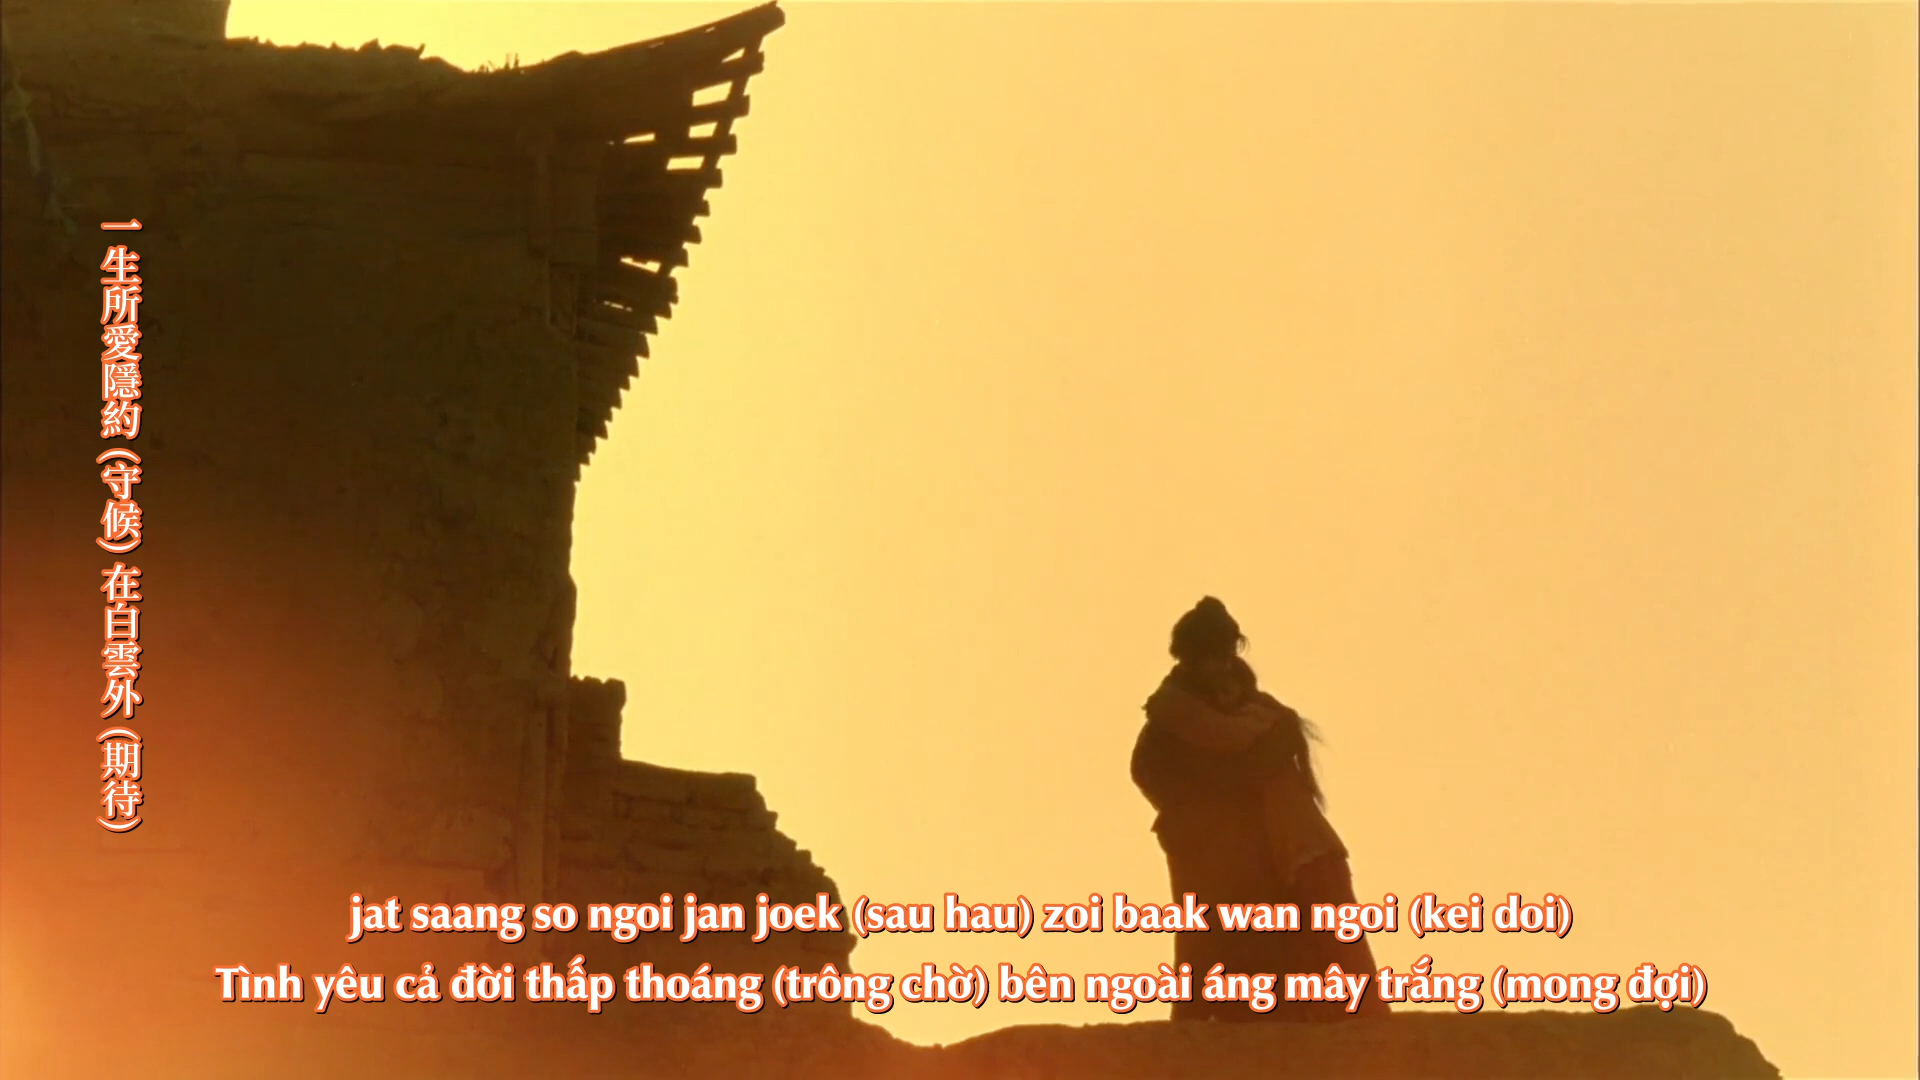 一生所愛隱約 (守候) 在白雲外 (期待)
jat saang so ngoi jan joek (sau hau) zoi baak wan ngoi (kei doi)
Tình yêu cả đời thấp thoáng (trông chờ) bên ngoài áng mây trắng (mong đợi)